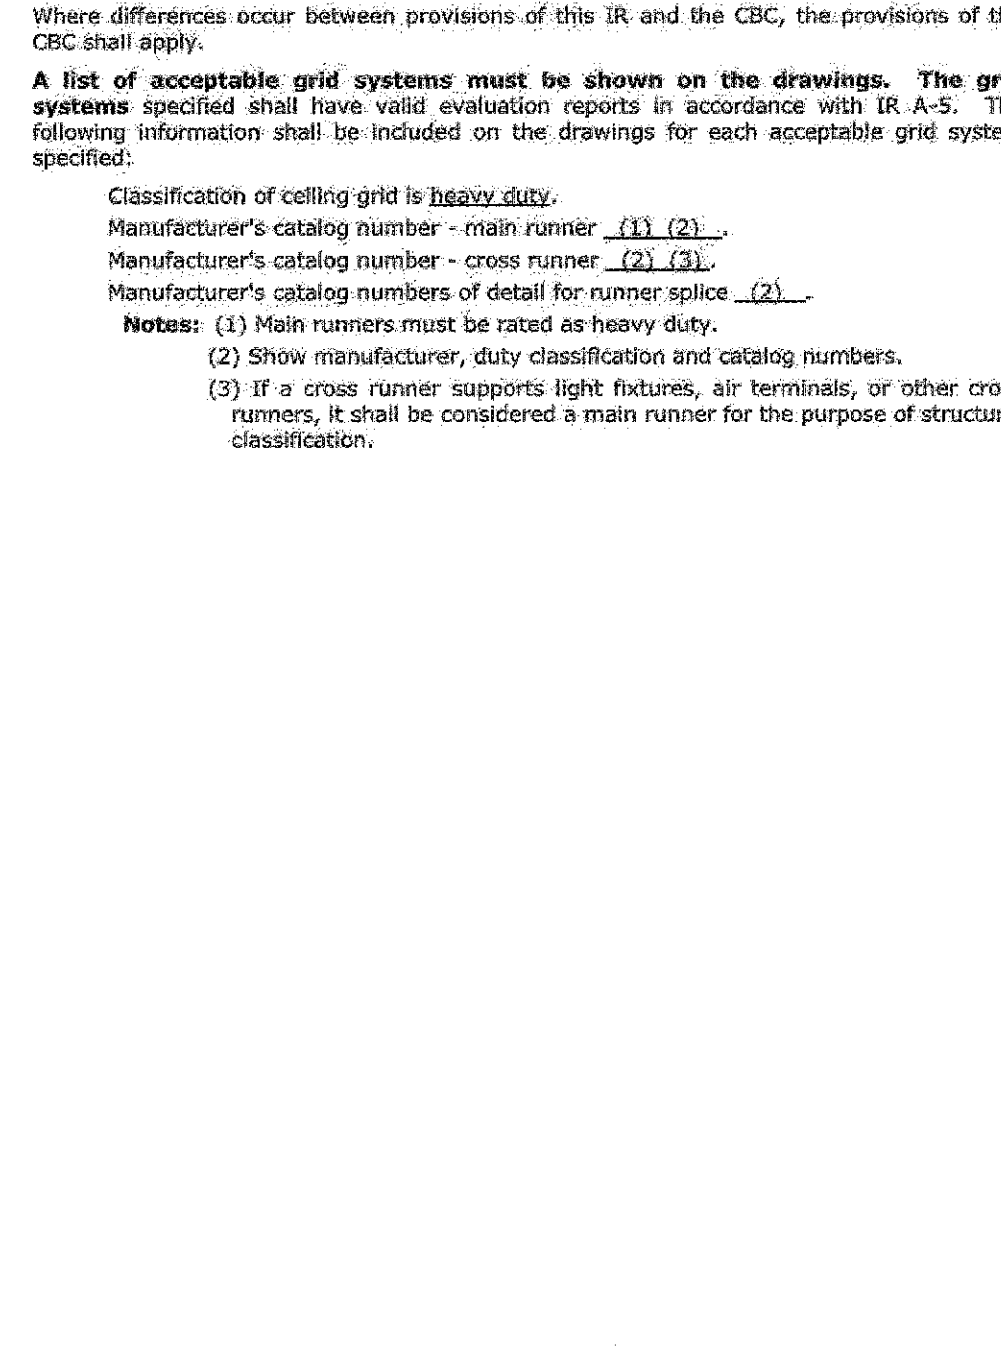 Where differences occur between provisions of this IR and the CBC, the provisions of th
CBC shall apply.
A list of acceptable grid systems must be shown on the drawings. The gri
systems specified shall have valid evaluation reports in accordance with IR A-5. Th
following information shall be included on the drawings for each acceptable grid syste
specified:
Classification of ceiling grid is heavy duty.
Manufacturer's catalog number - main runner (1) (2) .
Manufacturer's catalog number - cross runner (2) (3).
Manufacturer's catalog numbers of detail for runner splice (2) .
Notes: (1) Main runners must be rated as heavy duty.
(2) Show manufacturer, duty classification and catalog numbers.
(3) If a cross runner supports light fixtures, air terminals, or other cro
runners, it shall be considered a main runner for the purpose of structur
classification.